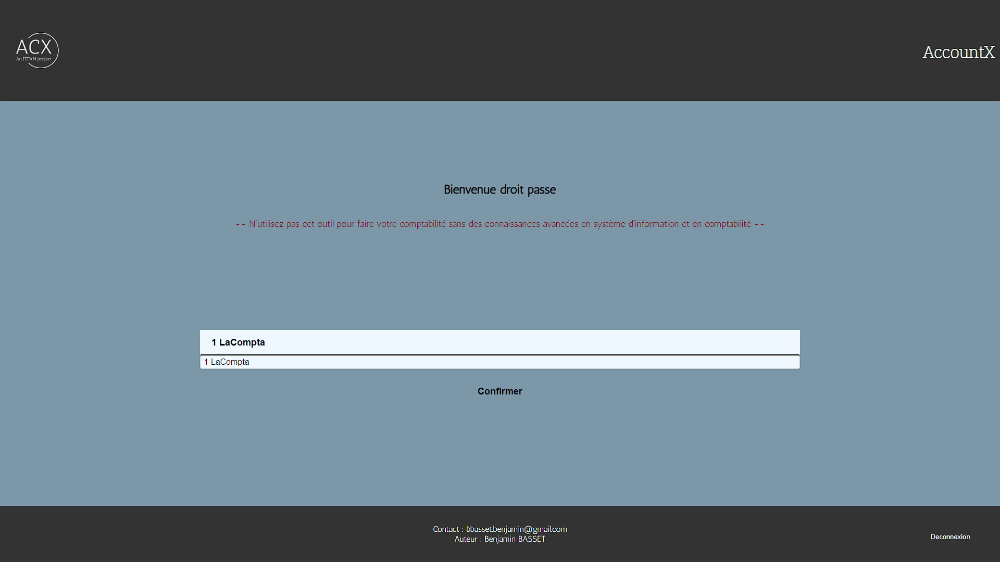 ACX
An ITFAM project
AccountX
Bienvenue droit passe
-- N'utilisez pas cet outil pour faire votre comptabilité sans des connaissances avancées en système d'information et en comptabilité --
1 LaCompta
1 LaCompta
Confirmer
Contact : bbasset.benjamin@gmail.com
Auteur : Benjamin BASSET
Deconnexion